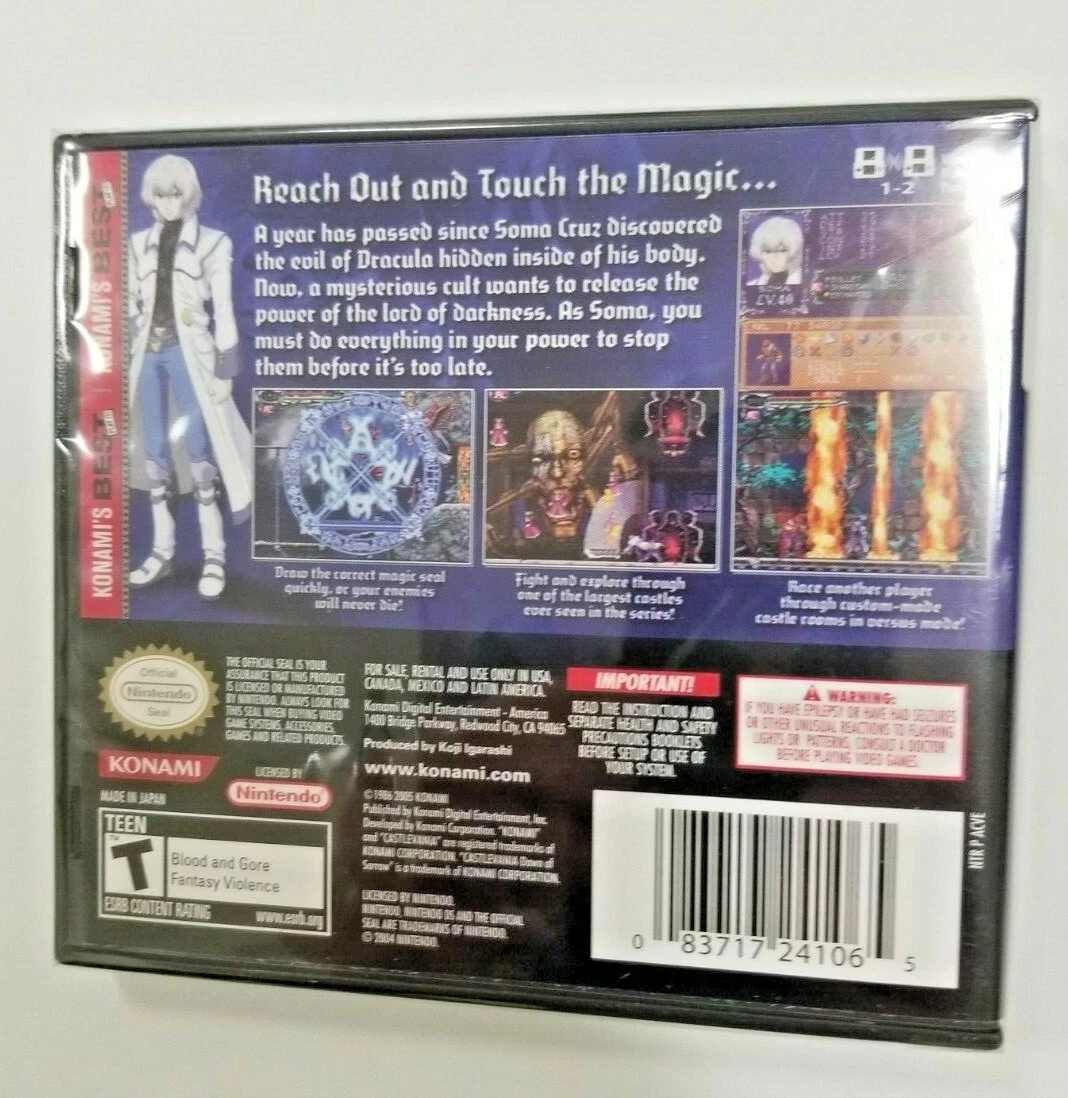 KONAMI'S BEST | KONAMI'S BEST
Reach Out and Touch the Magic...
1-2
A year has passed since Soma Cruz discovered
the evil of Dracula hidden inside of his body.
Now, a mysterious cult wants to release the
power of the lord of darkness. As Soma, you
must do everything in your power to stop
them before it's too late.
LV.40
Draw the correct magic seal
quickly, or your enemies
will never die!
Fight and explore through
one of the largest castles
ever seen in the series!
Race another player
through custom-mode
castle rooms in versus mode!
Official
Nintendo
Seal
THE OFFICIAL SEAL IS YOUR
ASSURANCE THAT THIS PRODUCT
IS LICENSED OR MANUFACTURED
BY NINTENDO. ALWAYS LOOK FOR
THIS SEAL WHEN BUYING VIDEO
GAME SYSTEMS, ACCESSORIES,
GAMES AND RELATED PRODUCTS.
FOR SALE, RENTAL AND USE ONLY IN USA,
CANADA, MEXICO AND LATIN AMERICA.
Konami Digital Entertainment - America
1400 Bridge Parkway, Redwood City, CA 94065
Produced by Koji Igarashi
www.konami.com
IMPORTANT!
READ THE INSTRUCTION AND
SEPARATE HEALTH AND SAFETY
PRECAUTIONS BOOKLETS
BEFORE SETUP OR USE OF
YOUR SYSTEM.
WARNING:
IF YOU HAVE EPILEPSY OR HAVE HAD SEIZURES
OR OTHER UNUSUAL REACTIONS TO FLASHING
LIGHTS OR PATTERNS, CONSULT A DOCTOR
BEFORE PLAYING VIDEO GAMES.
KONAMI
LICENSED BY
Nintendo
MADE IN JAPAN
TEEN
T
Blood and Gore
Fantasy Violence
ESRB CONTENT RATING www.esrb.org
© 1986 2005 KONAMI
Published by Konami Digital Entertainment, Inc.
Developed by Konami Corporation. "KONAMI"
and "CASTLEVANIA" are registered trademarks of
KONAMI CORPORATION. "CASTLEVANIA Dawn of
Sorrow" is a trademark of KONAMI CORPORATION.
LICENSED BY NINTENDO.
NINTENDO, NINTENDO DS AND THE OFFICIAL
SEAL ARE TRADEMARKS OF NINTENDO.
© 2004 NINTENDO.
0 83717 24106 5
NTR P ACVE